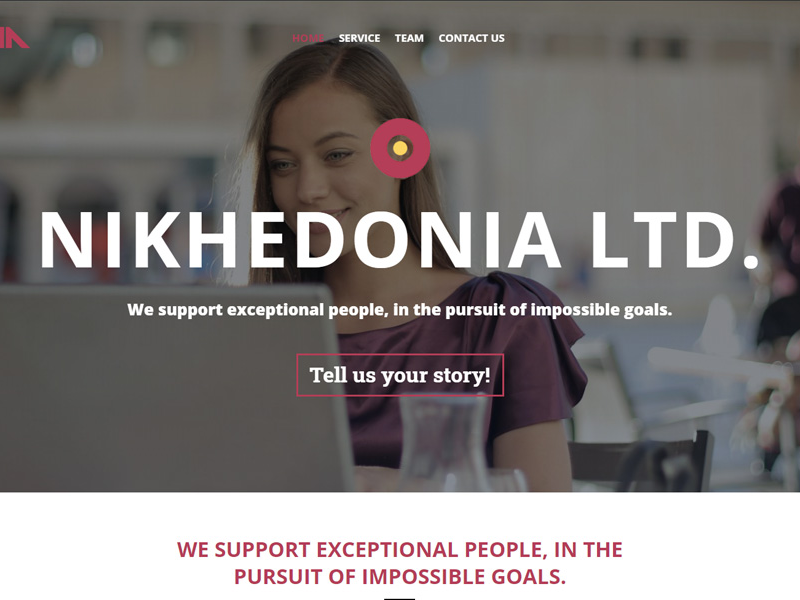 HOME SERVICE TEAM CONTACT US
NIKHEDONIA LTD.
We support exceptional people, in the pursuit of impossible goals.
Tell us your story!
WE SUPPORT EXCEPTIONAL PEOPLE, IN THE
PURSUIT OF IMPOSSIBLE GOALS.